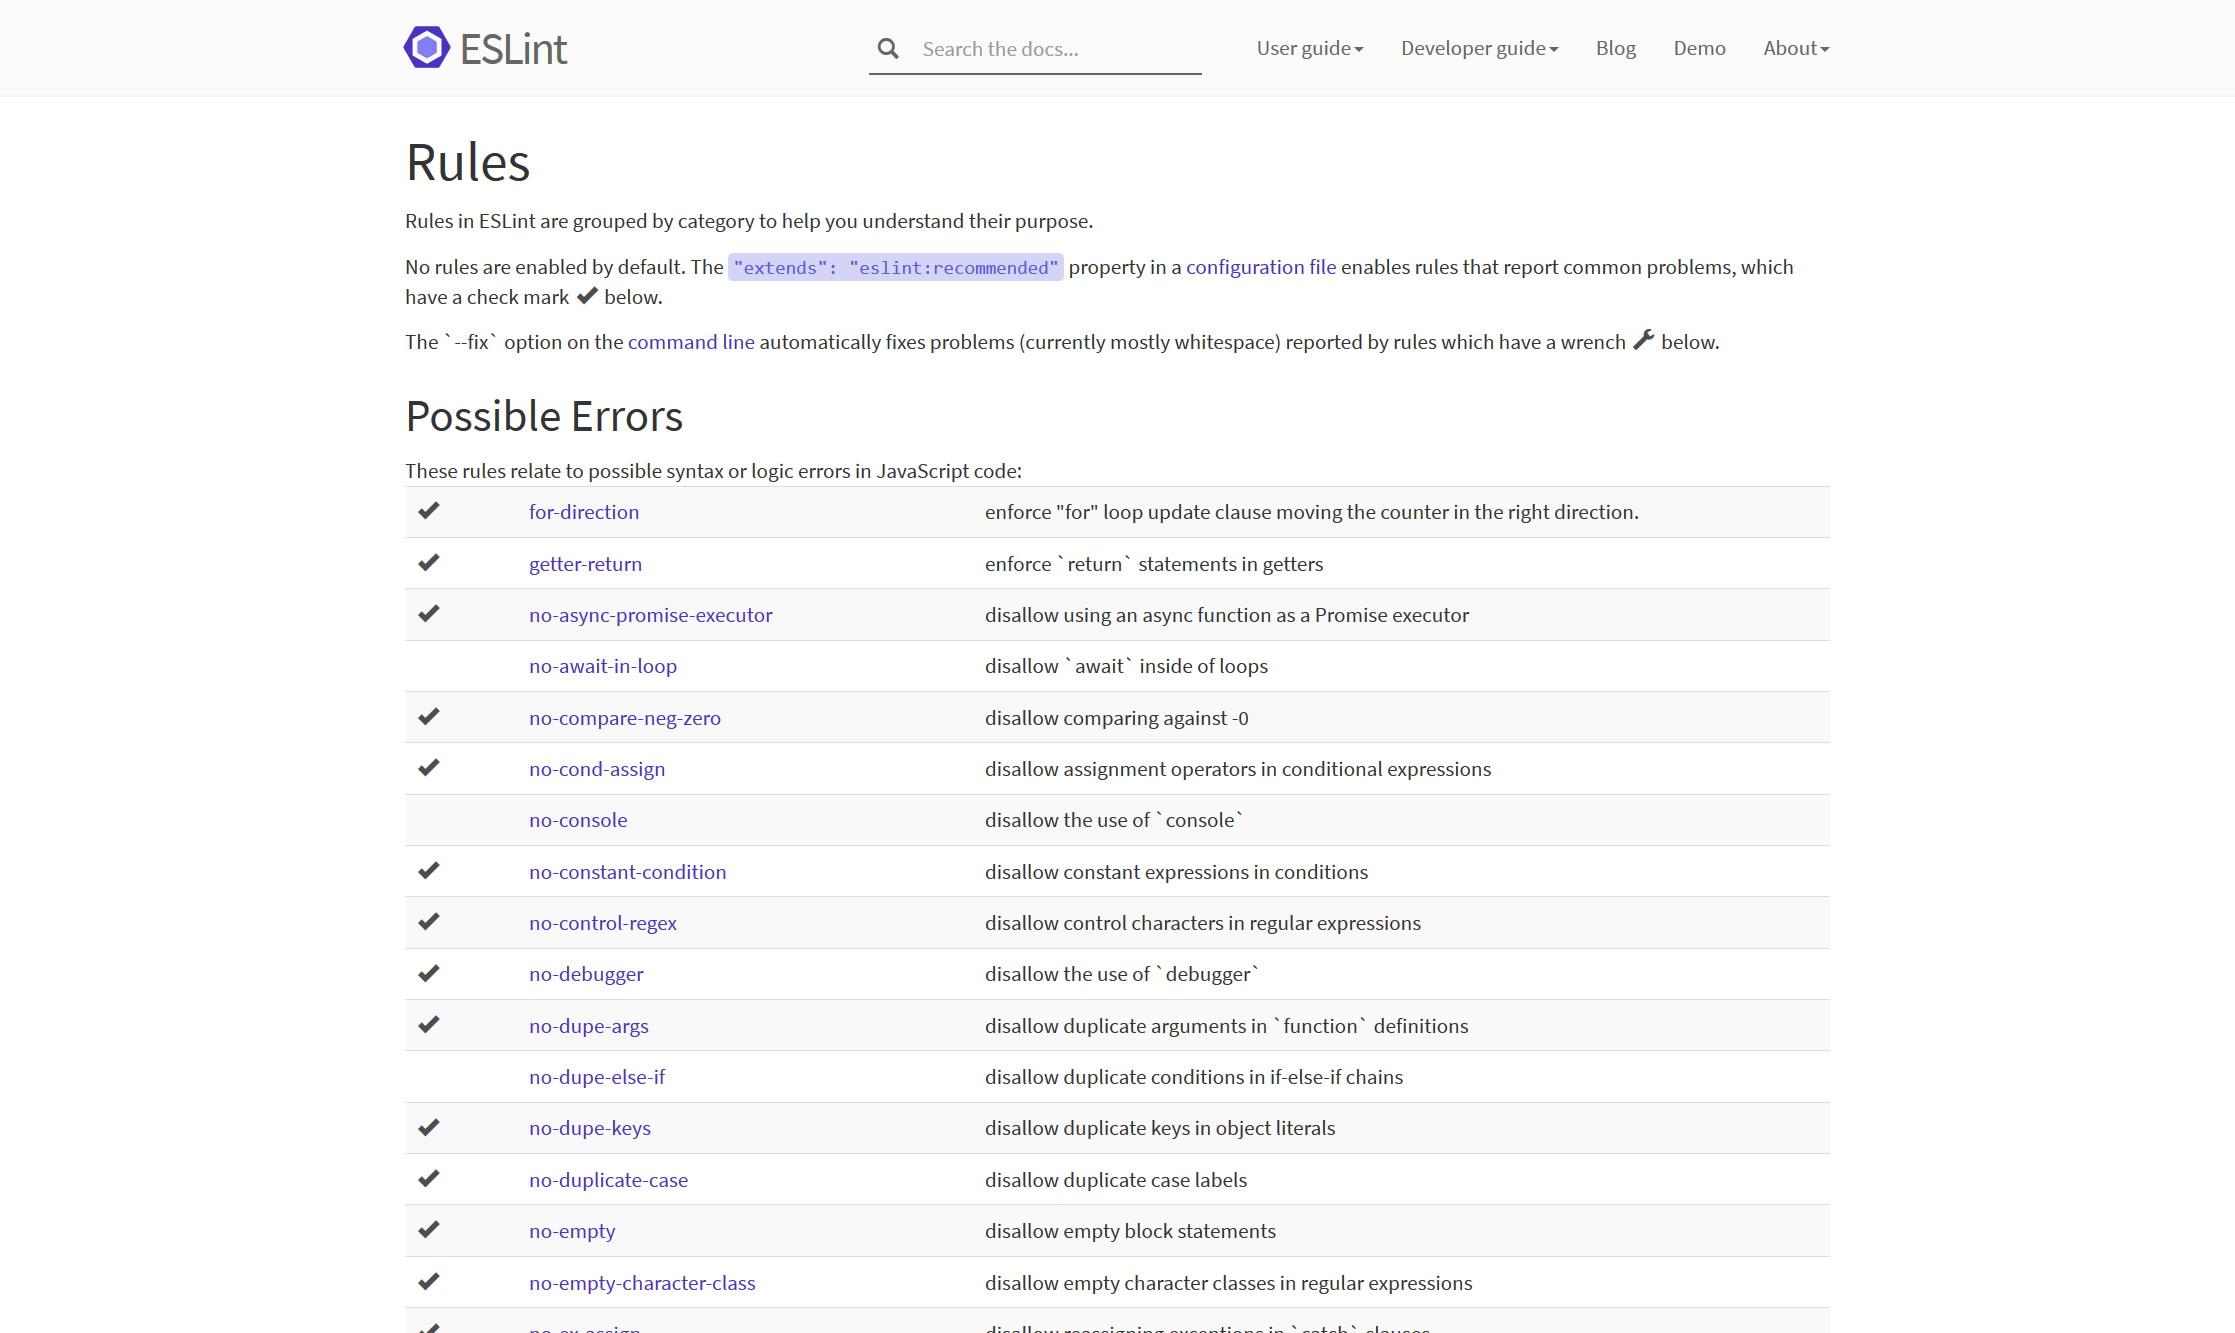 ESLint
Search the docs...
User guide
Developer guide
Blog
Demo
About
Rules
Rules in ESLint are grouped by category to help you understand their purpose.
No rules are enabled by default. The "extends": "eslint:recommended" property in a configuration file enables rules that report common problems, which
have a check mark below.
The `--fix` option on the command line automatically fixes problems (currently mostly whitespace) reported by rules which have a wrench below.
Possible Errors
These rules relate to possible syntax or logic errors in JavaScript code:
for-direction enforce "for" loop update clause moving the counter in the right direction.
getter-return enforce `return` statements in getters
no-async-promise-executor disallow using an async function as a Promise executor
no-await-in-loop disallow `await` inside of loops
no-compare-neg-zero disallow comparing against -0
no-cond-assign disallow assignment operators in conditional expressions
no-console disallow the use of `console`
no-constant-condition disallow constant expressions in conditions
no-control-regex disallow control characters in regular expressions
no-debugger disallow the use of `debugger`
no-dupe-args disallow duplicate arguments in `function` definitions
no-dupe-else-if disallow duplicate conditions in if-else-if chains
no-dupe-keys disallow duplicate keys in object literals
no-duplicate-case disallow duplicate case labels
no-empty disallow empty block statements
no-empty-character-class disallow empty character classes in regular expressions
no-ex-assign disallow reassigning exceptions in `catch` clauses